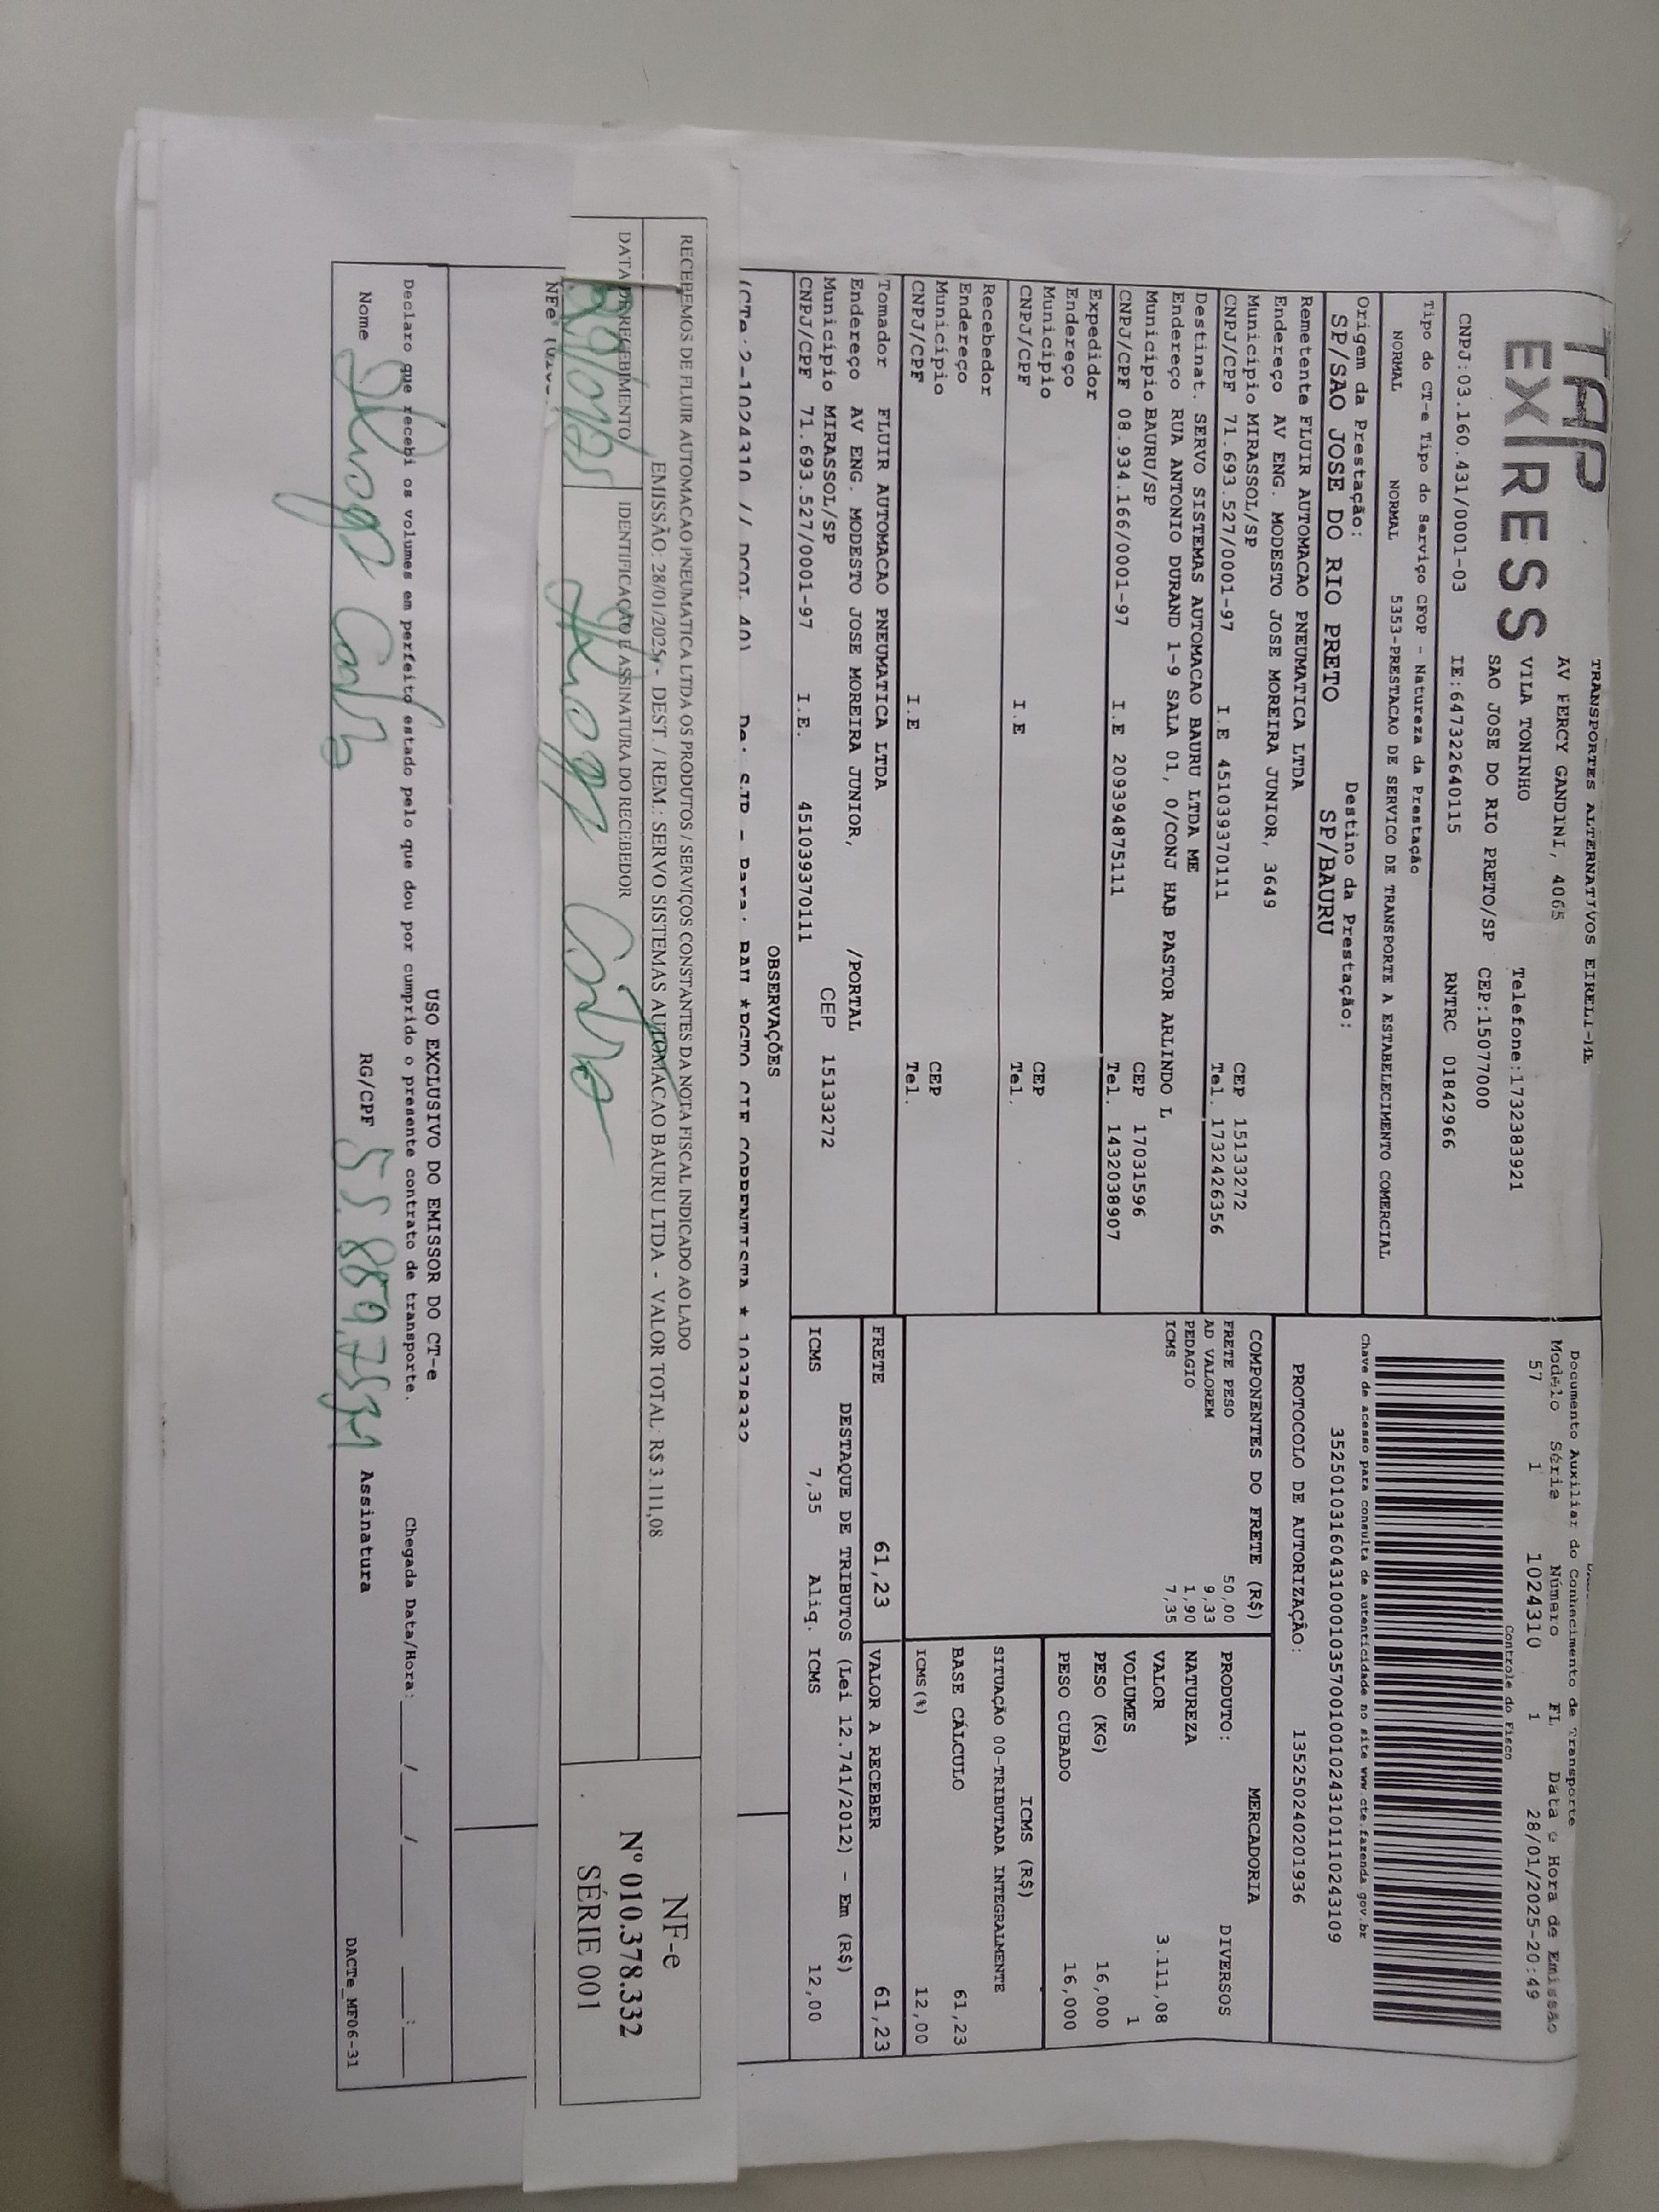 TAP
EXPRESS
TRANSPORTES ALTERNATIVOS EIRELI-ME
AV PERCY GANDINI, 4065
VILA TONINHO
Telefone:1732383921
SAO JOSE DO RIO PRETO/SP
CEP:15077000
CNPJ:03.160.431/0001-03
IE:647322640115
RNTRC 01842966
Documento Auxiliar do Conhecimento de Transporte
Modelo Série Número FL Data e Hora de Emissão
57 1 1024310 1 28/01/2025-20:49
Controle do Fisco
Chave de acesso para consulta de autenticidade no site www.cte.fazenda.gov.br
35250103160431000103570010010243101110243109
PROTOCOLO DE AUTORIZAÇÃO: 135250240201936
Tipo do CT-e Tipo do Serviço CFOP - Natureza da Prestação
NORMAL NORMAL 5353-PRESTACAO DE SERVICO DE TRANSPORTE A ESTABELECIMENTO COMERCIAL
Origem da Prestação: Destino da Prestação:
SP/SAO JOSE DO RIO PRETO SP/BAURU
Remetente FLUIR AUTOMACAO PNEUMATICA LTDA
Endereço AV ENG. MODESTO JOSE MOREIRA JUNIOR, 3649
Municipio MIRASSOL/SP CEP 15133272
CNPJ/CPF 71.693.527/0001-97 I.E 451039370111 Tel. 1732426356
Destinat. SERVO SISTEMAS AUTOMACAO BAURU LTDA ME
Endereço RUA ANTONIO DURAND 1-9 SALA 01, 0/CONJ HAB PASTOR ARLINDO L
Municipio BAURU/SP CEP 17031596
CNPJ/CPF 08.934.166/0001-97 I.E 209394875111 Tel. 1432038907
Expedidor
Endereço
Município CEP
CNPJ/CPF I.E Tel.
Recebedor
Endereço
Município CEP
CNPJ/CPF I.E Tel.
Tomador FLUIR AUTOMACAO PNEUMATICA LTDA
Endereço AV ENG. MODESTO JOSE MOREIRA JUNIOR, /PORTAL
Municipio MIRASSOL/SP CEP 15133272
CNPJ/CPF 71.693.527/0001-97 I.E. 451039370111
COMPONENTES DO FRETE (R$)
FRETE PESO 50,00
AD VALOREM 9,33
PEDAGIO 1,90
ICMS 7,35
MERCADORIA
PRODUTO: DIVERSOS
NATUREZA
VALOR 3.111,08
VOLUMES 1
PESO (KG) 16,000
PESO CUBADO 16,000
ICMS (R$)
SITUAÇÃO 00-TRIBUTADA INTEGRALMENTE
BASE CÁLCULO 61,23
ICMS(%) 12,00
FRETE 61,23 VALOR A RECEBER 61,23
DESTAQUE DE TRIBUTOS (Lei 12.741/2012) - Em (R$)
ICMS 7,35 Aliq. ICMS 12,00
OBSERVAÇÕES
RECEBEMOS DE FLUIR AUTOMACAO PNEUMATICA LTDA OS PRODUTOS / SERVIÇOS CONSTANTES DA NOTA FISCAL INDICADO AO LADO
EMISSÃO: 28/01/2025 - DEST. / REM.: SERVO SISTEMAS AUTOMACAO BAURU LTDA - VALOR TOTAL: R$ 3.111,08
DATA DE RECEBIMENTO
IDENTIFICAÇÃO E ASSINATURA DO RECEBEDOR
NF-e
Nº 010.378.332
SÉRIE 001
NFe
USO EXCLUSIVO DO EMISSOR DO CT-e
Declaro que recebi os volumes em perfeito estado pelo que dou por cumprido o presente contrato de transporte. Chegada Data/Hora: ____/____/______ ____:____
Nome RG/CPF Assinatura
DACTe_MF06-31